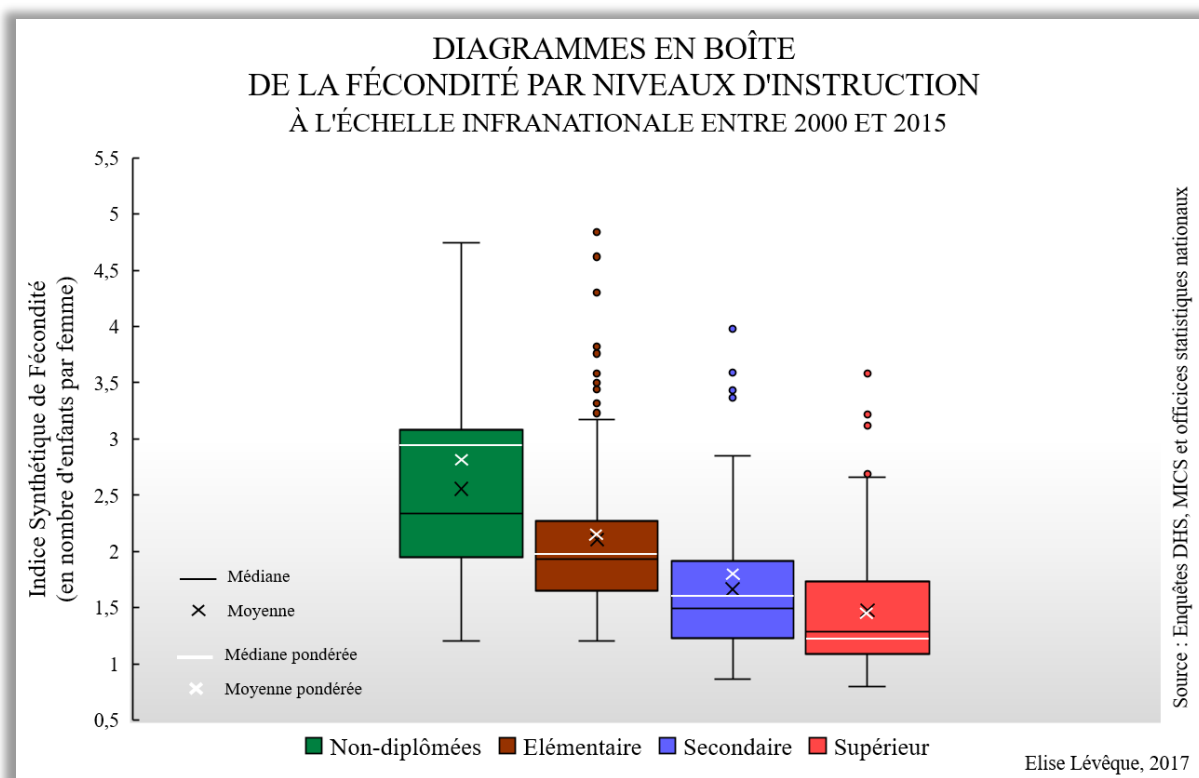 DIAGRAMMES EN BOÎTE
DE LA FÉCONDITÉ PAR NIVEAUX D'INSTRUCTION
À L'ÉCHELLE INFRANATIONALE ENTRE 2000 ET 2015
Indice Synthétique de Fécondité
(en nombre d'enfants par femme)
5,5
5
4,5
4
3,5
3
2,5
2
1,5
1
0,5
Médiane
Moyenne
Médiane pondérée
Moyenne pondérée
Non-diplômées
Elémentaire
Secondaire
Supérieur
Source : Enquêtes DHS, MICS et officices statistiques nationaux
Elise Lévêque, 2017